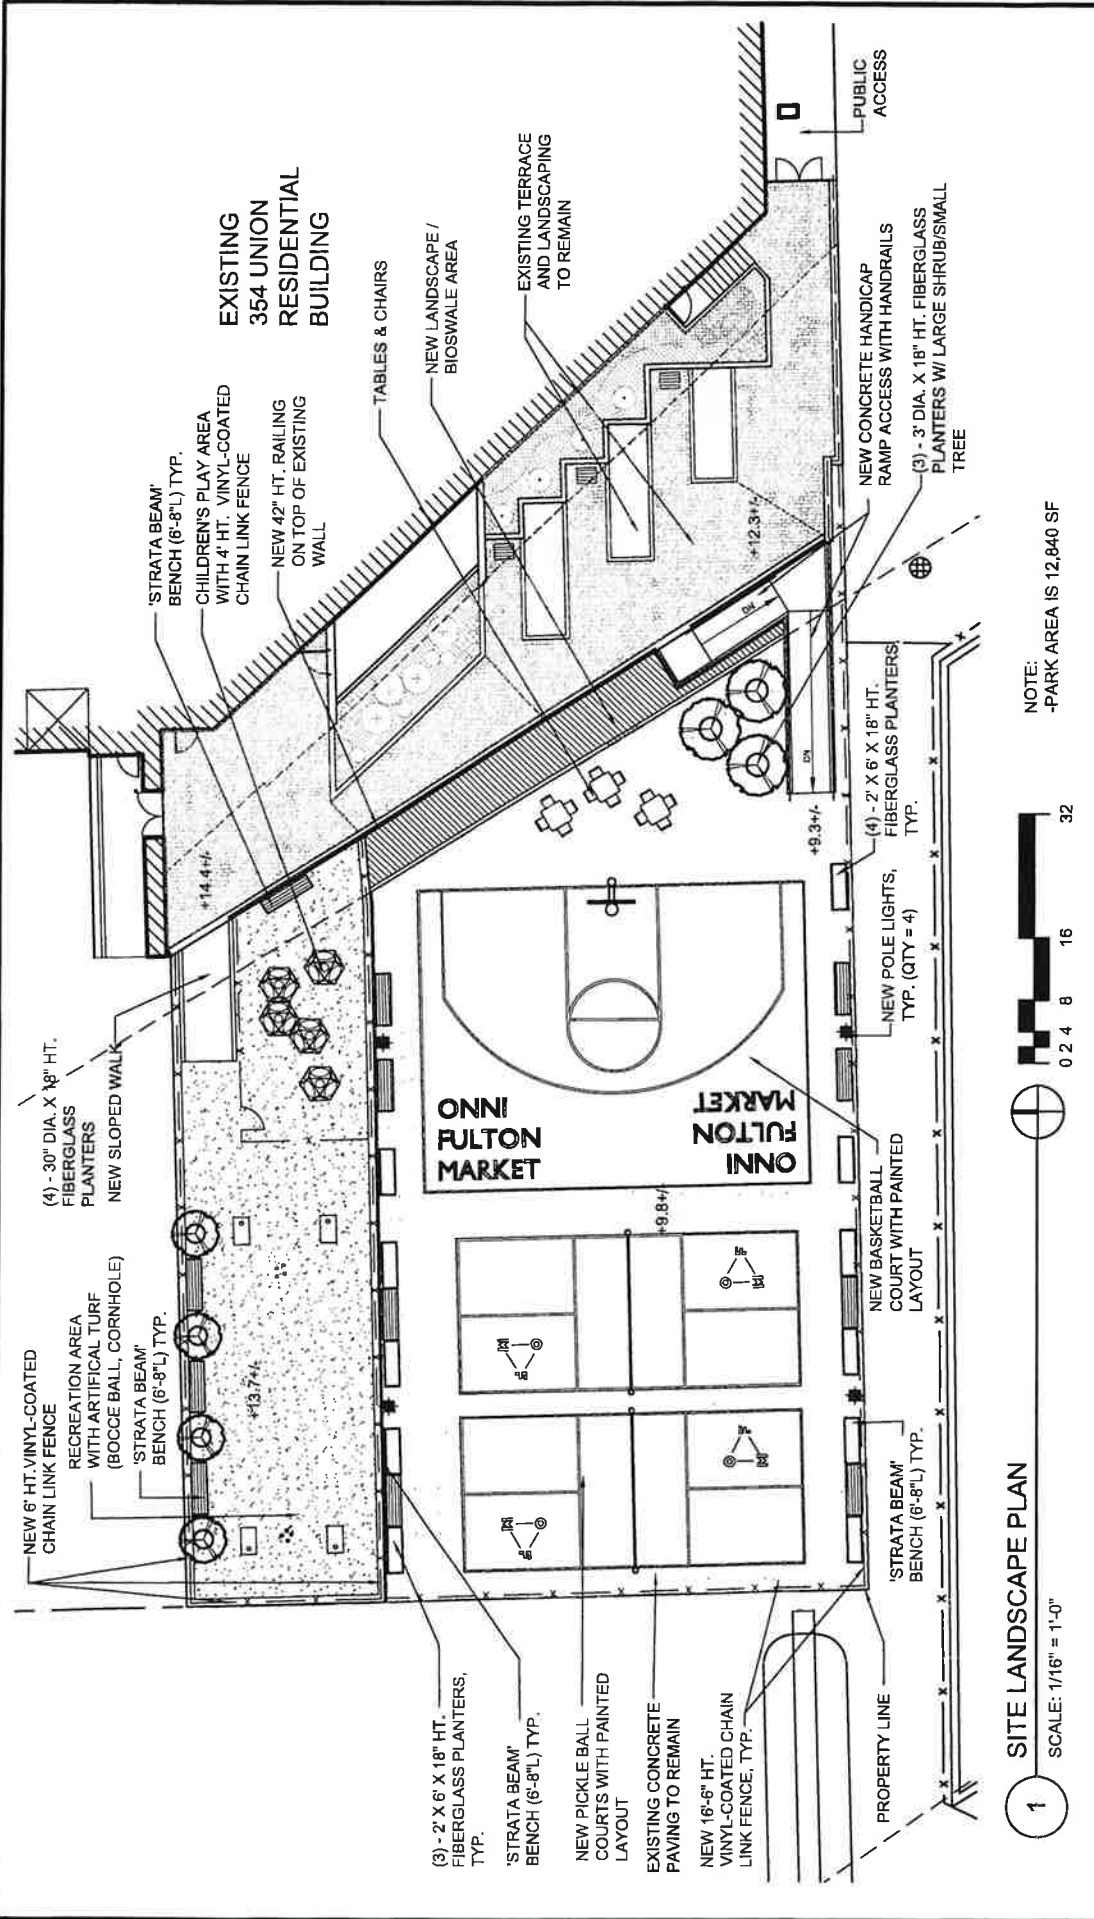 NEW 6' HT. VINYL-COATED
CHAIN LINK FENCE
RECREATION AREA
WITH ARTIFICAL TURF
(BOCCE BALL, CORNHOLE)
'STRATA BEAM'
BENCH (6'-8"L) TYP.
(4) - 30" DIA. X 18" HT.
FIBERGLASS
PLANTERS
NEW SLOPED WALK
'STRATA BEAM'
BENCH (6'-8"L) TYP.
CHILDREN'S PLAY AREA
WITH 4' HT. VINYL-COATED
CHAIN LINK FENCE
NEW 42" HT. RAILING
ON TOP OF EXISTING
WALL
EXISTING
354 UNION
RESIDENTIAL
BUILDING
TABLES & CHAIRS
NEW LANDSCAPE /
BIOSWALE AREA
EXISTING TERRACE
AND LANDSCAPING
TO REMAIN
PUBLIC
ACCESS
+14.4+/-
+13.7+/-
+12.3+/-
+9.8+/-
+9.3+/-
DN
DN
ONNI
FULTON
MARKET
ONNI
FULTON
MARKET
(3) - 2' X 6' X 18" HT.
FIBERGLASS PLANTERS,
TYP.
'STRATA BEAM'
BENCH (6'-8"L) TYP.
NEW PICKLE BALL
COURTS WITH PAINTED
LAYOUT
EXISTING CONCRETE
PAVING TO REMAIN
NEW 16'-6" HT.
VINYL-COATED CHAIN
LINK FENCE, TYP.
PROPERTY LINE
'STRATA BEAM'
BENCH (6'-8"L) TYP.
NEW BASKETBALL
COURT WITH PAINTED
LAYOUT
NEW POLE LIGHTS,
TYP. (QTY = 4)
(4) - 2' X 6' X 18" HT.
FIBERGLASS PLANTERS,
TYP.
NEW CONCRETE HANDICAP
RAMP ACCESS WITH HANDRAILS
(3) - 3' DIA. X 18" HT. FIBERGLASS
PLANTERS W/ LARGE SHRUB/SMALL
TREE
1
SITE LANDSCAPE PLAN
SCALE: 1/16" = 1'-0"
0 2 4 8 16 32
NOTE:
-PARK AREA IS 12,840 SF